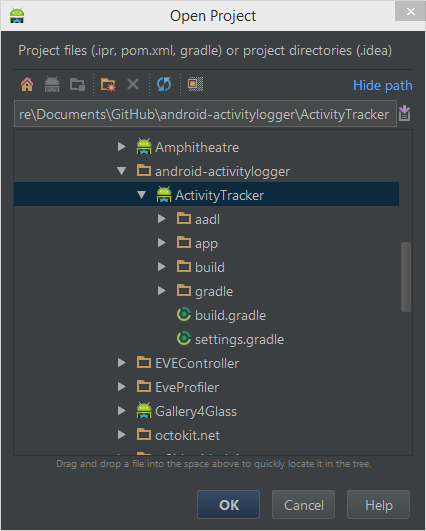 Open Project
Project files (.ipr, pom.xml, gradle) or project directories (.idea)
Hide path
re\Documents\GitHub\android-activitylogger\ActivityTracker
Amphitheatre
android-activitylogger
ActivityTracker
aadl
app
build
gradle
build.gradle
settings.gradle
EVEController
EveProfiler
Gallery4Glass
octokit.net
Drag and drop a file into the space above to quickly locate it in the tree.
OK
Cancel
Help